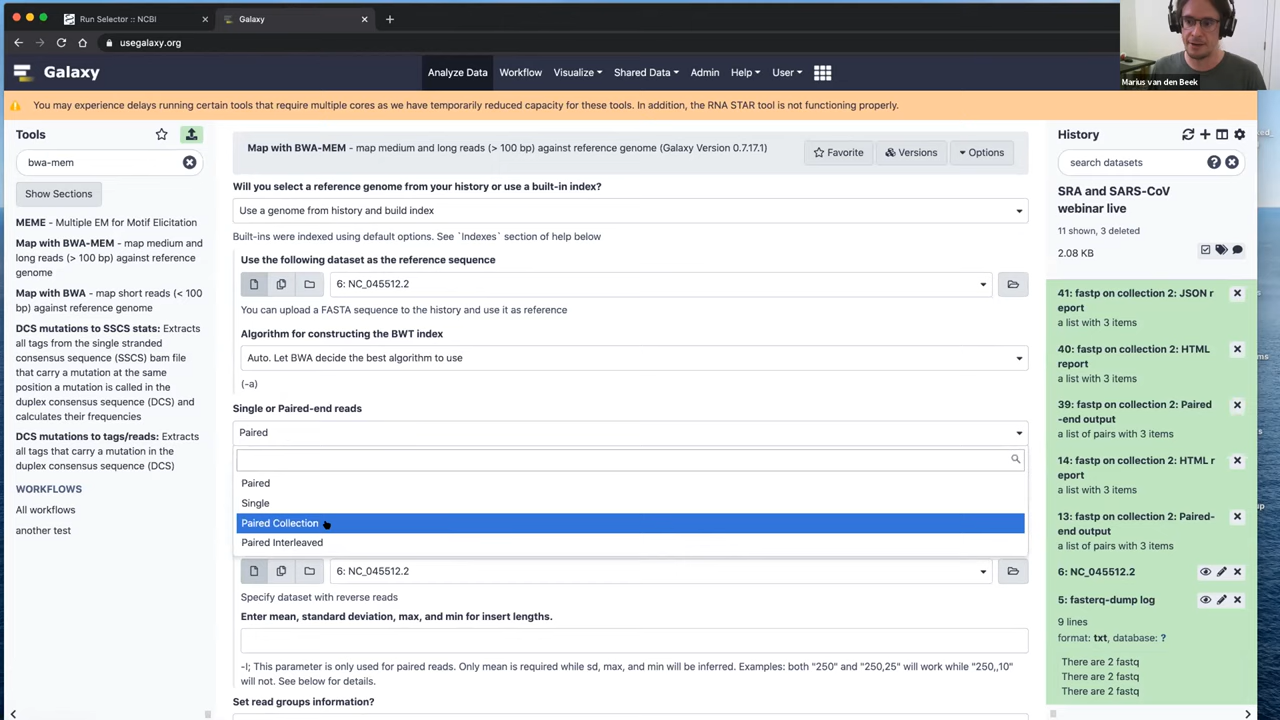 Run Selector :: NCBI
Galaxy
usegalaxy.org
Marius van den Beek
Galaxy
Analyze Data
Workflow
Visualize
Shared Data
Admin
Help
User
You may experience delays running certain tools that require multiple cores as we have temporarily reduced capacity for these tools. In addition, the RNA STAR tool is not functioning properly.
Tools
bwa-mem
Show Sections
MEME - Multiple EM for Motif Elicitation
Map with BWA-MEM - map medium and
long reads (> 100 bp) against reference
genome
Map with BWA - map short reads (< 100
bp) against reference genome
DCS mutations to SSCS stats: Extracts
all tags from the single stranded
consensus sequence (SSCS) bam file
that carry a mutation at the same
position a mutation is called in the
duplex consensus sequence (DCS) and
calculates their frequencies
DCS mutations to tags/reads: Extracts
all tags that carry a mutation in the
duplex consensus sequence (DCS)
WORKFLOWS
All workflows
another test
Map with BWA-MEM - map medium and long reads (> 100 bp) against reference genome (Galaxy Version 0.7.17.1)
Favorite
Versions
Options
Will you select a reference genome from your history or use a built-in index?
Use a genome from history and build index
Built-ins were indexed using default options. See `Indexes` section of help below
Use the following dataset as the reference sequence
6: NC_045512.2
You can upload a FASTA sequence to the history and use it as reference
Algorithm for constructing the BWT index
Auto. Let BWA decide the best algorithm to use
(-a)
Single or Paired-end reads
Paired
Paired
Single
Paired Collection
Paired Interleaved
6: NC_045512.2
Specify dataset with reverse reads
Enter mean, standard deviation, max, and min for insert lengths.
-I; This parameter is only used for paired reads. Only mean is required while sd, max, and min will be inferred. Examples: both "250" and "250,25" will work while "250,,10"
will not. See below for details.
Set read groups information?
History
search datasets
SRA and SARS-CoV
webinar live
11 shown, 3 deleted
2.08 KB
41: fastp on collection 2: JSON r
eport
a list with 3 items
40: fastp on collection 2: HTML
report
a list with 3 items
39: fastp on collection 2: Paired
-end output
a list of pairs with 3 items
14: fastp on collection 2: HTML r
eport
a list with 3 items
13: fastp on collection 2: Paired-
end output
a list of pairs with 3 items
6: NC_045512.2
5: fasterq-dump log
9 lines
format: txt, database: ?
There are 2 fastq
There are 2 fastq
There are 2 fastq